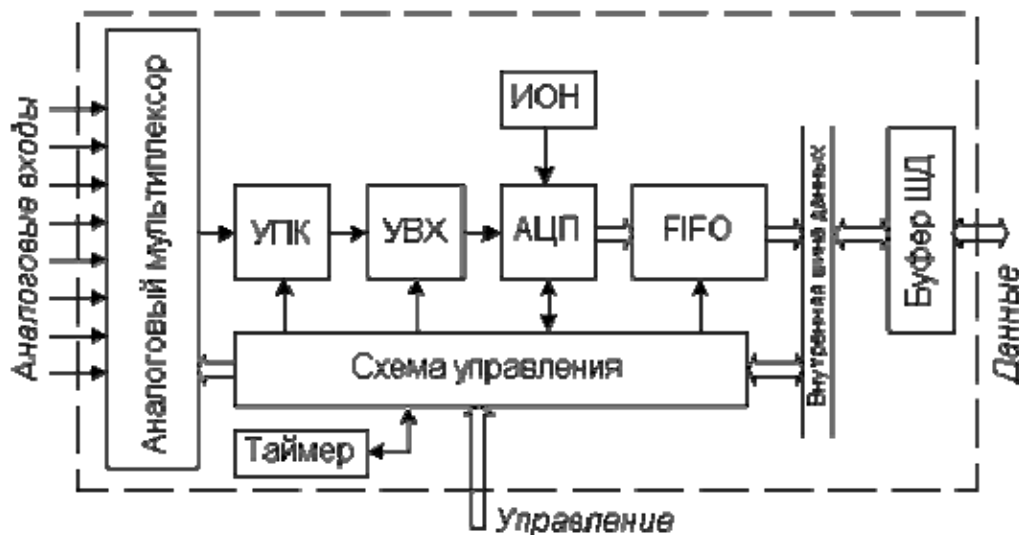 Аналоговые входы
Аналоговый мультиплексор
ИОН
УПК
УВХ
АЦП
FIFO
Внутренняя шина данных
Буфер ШД
Данные
Схема управления
Таймер
Управление